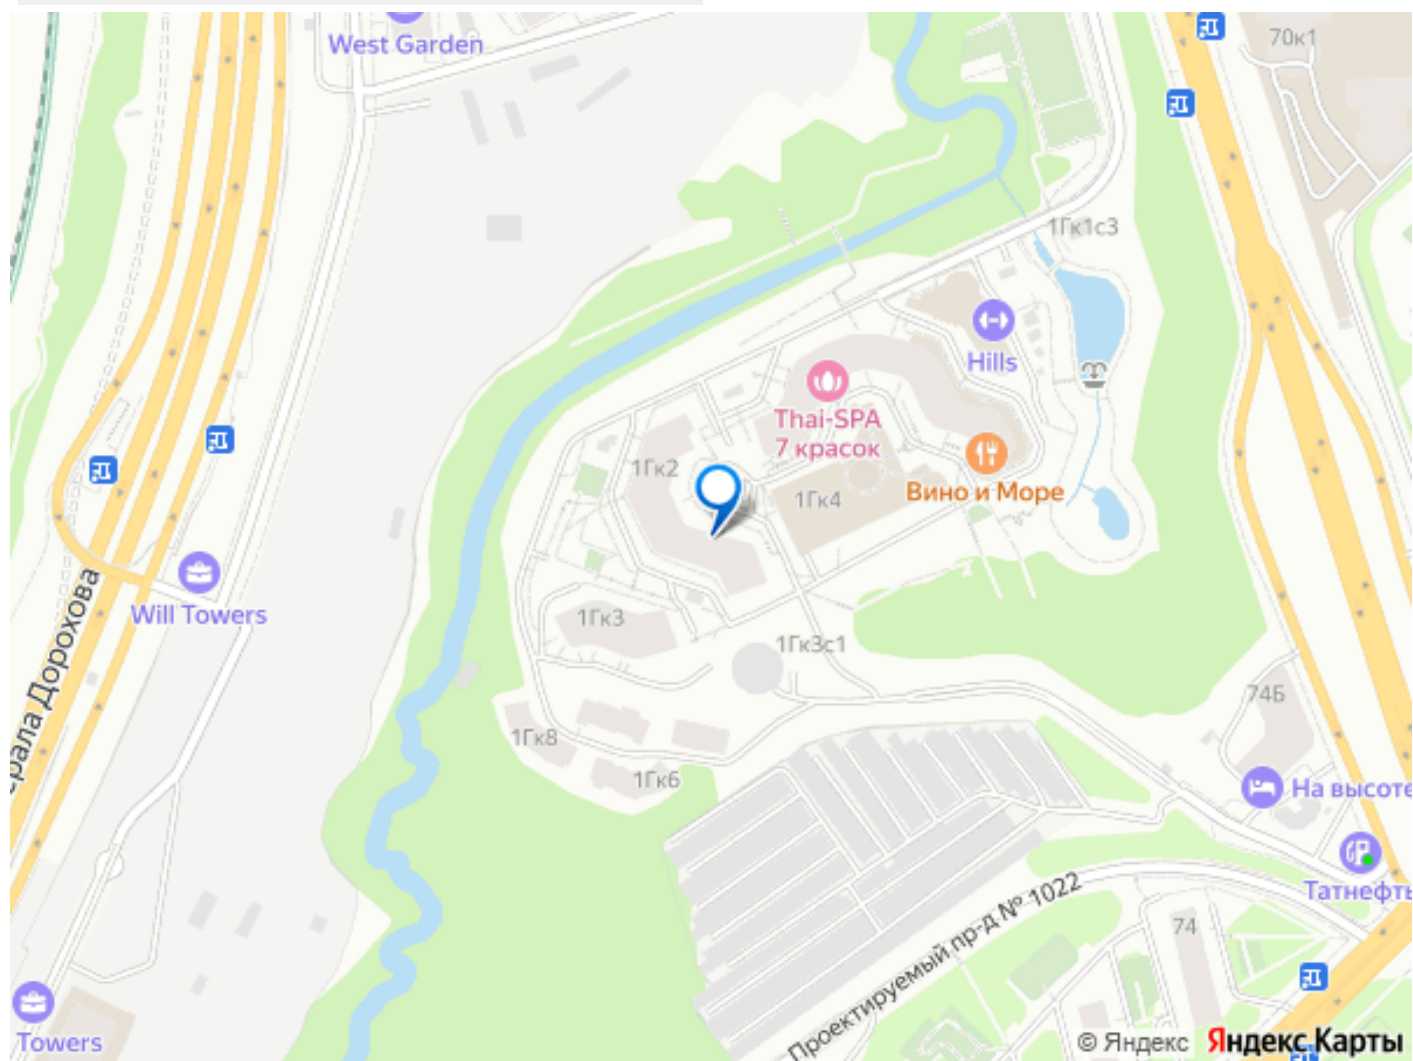 West Garden
70к1
1Гк1с3
Hills
Thai-SPA
7 красок
1Гк2
1Гк4
Вино и Море
Will Towers
ерала Дорохова
1Гк3
1Гк3с1
74Б
1Гк8
1Гк6
На высоте
Татнефть
Проектируемый пр-д № 1022
74
Towers
© Яндекс Яндекс Карты